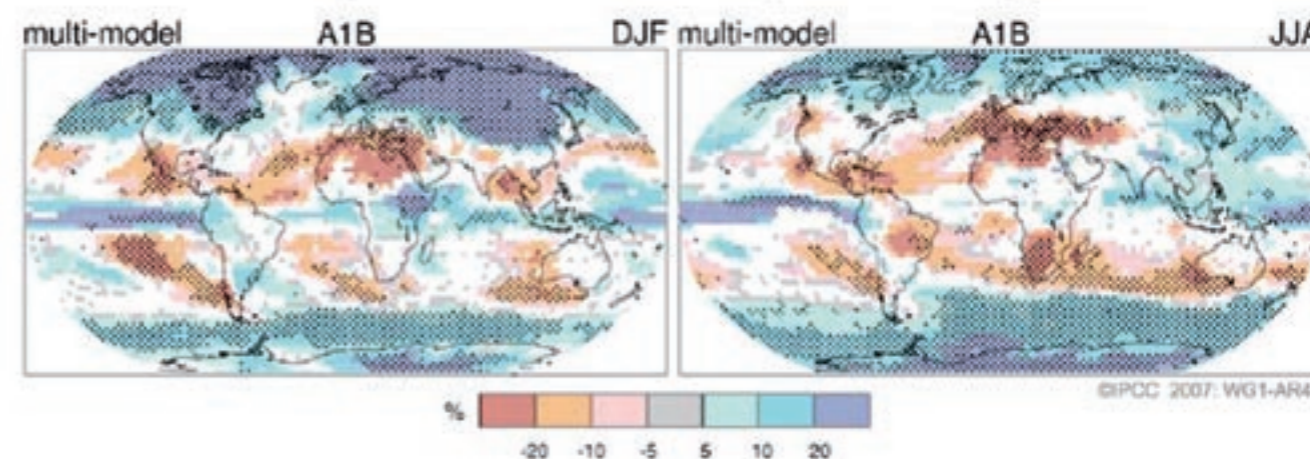 multi-model A1B DJF
multi-model A1B JJA
©IPCC 2007: WG1-AR4
% -20 -10 -5 5 10 20